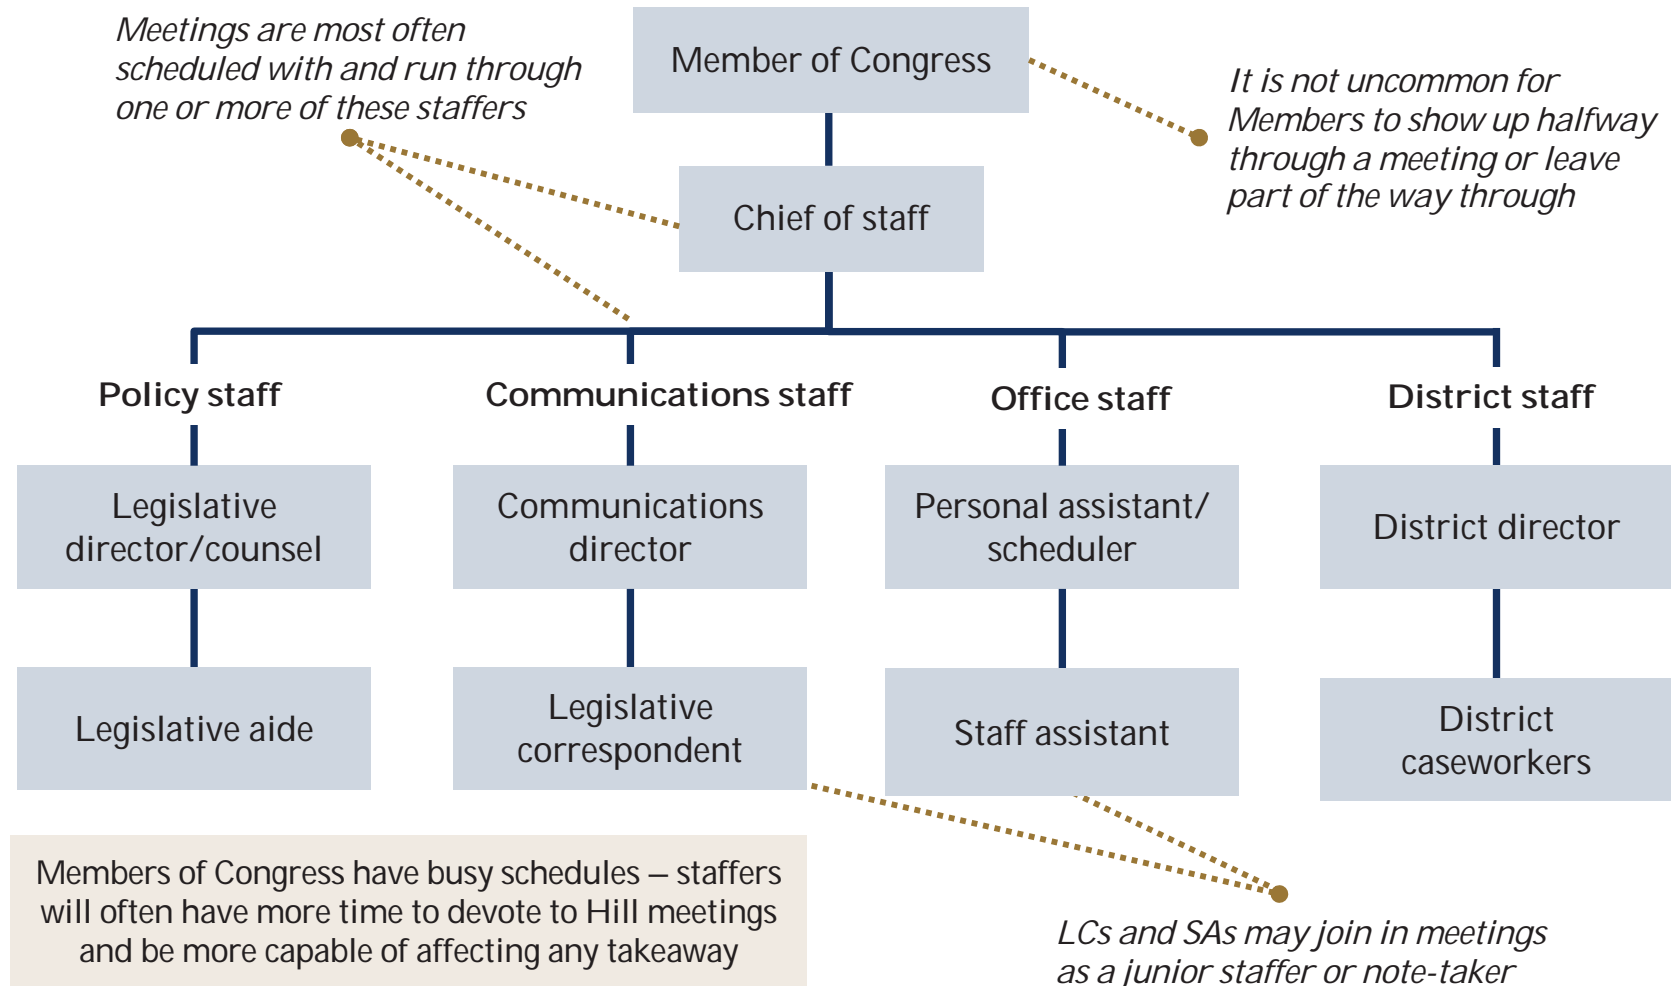 Meetings are most often
scheduled with and run through
one or more of these staffers
Member of Congress
It is not uncommon for
Members to show up halfway
through a meeting or leave
part of the way through
Chief of staff
Policy staff
Communications staff
Office staff
District staff
Legislative
director/counsel
Communications
director
Personal assistant/
scheduler
District director
Legislative aide
Legislative
correspondent
Staff assistant
District
caseworkers
Members of Congress have busy schedules – staffers
will often have more time to devote to Hill meetings
and be more capable of affecting any takeaway
LCs and SAs may join in meetings
as a junior staffer or note-taker